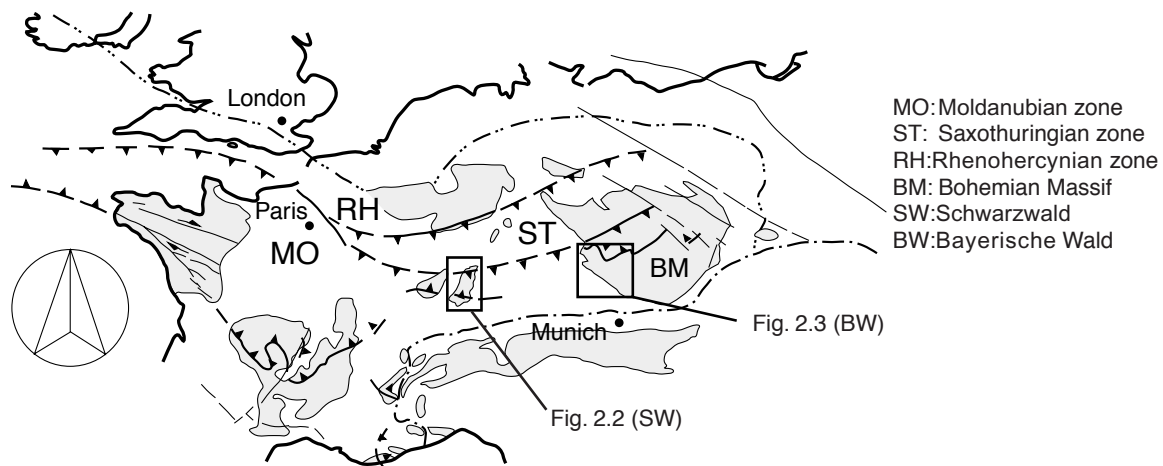 London
Paris
RH
MO
ST
BM
Munich
Fig. 2.3 (BW)
Fig. 2.2 (SW)
MO:Moldanubian zone
ST: Saxothuringian zone
RH:Rhenohercynian zone
BM: Bohemian Massif
SW:Schwarzwald
BW:Bayerische Wald